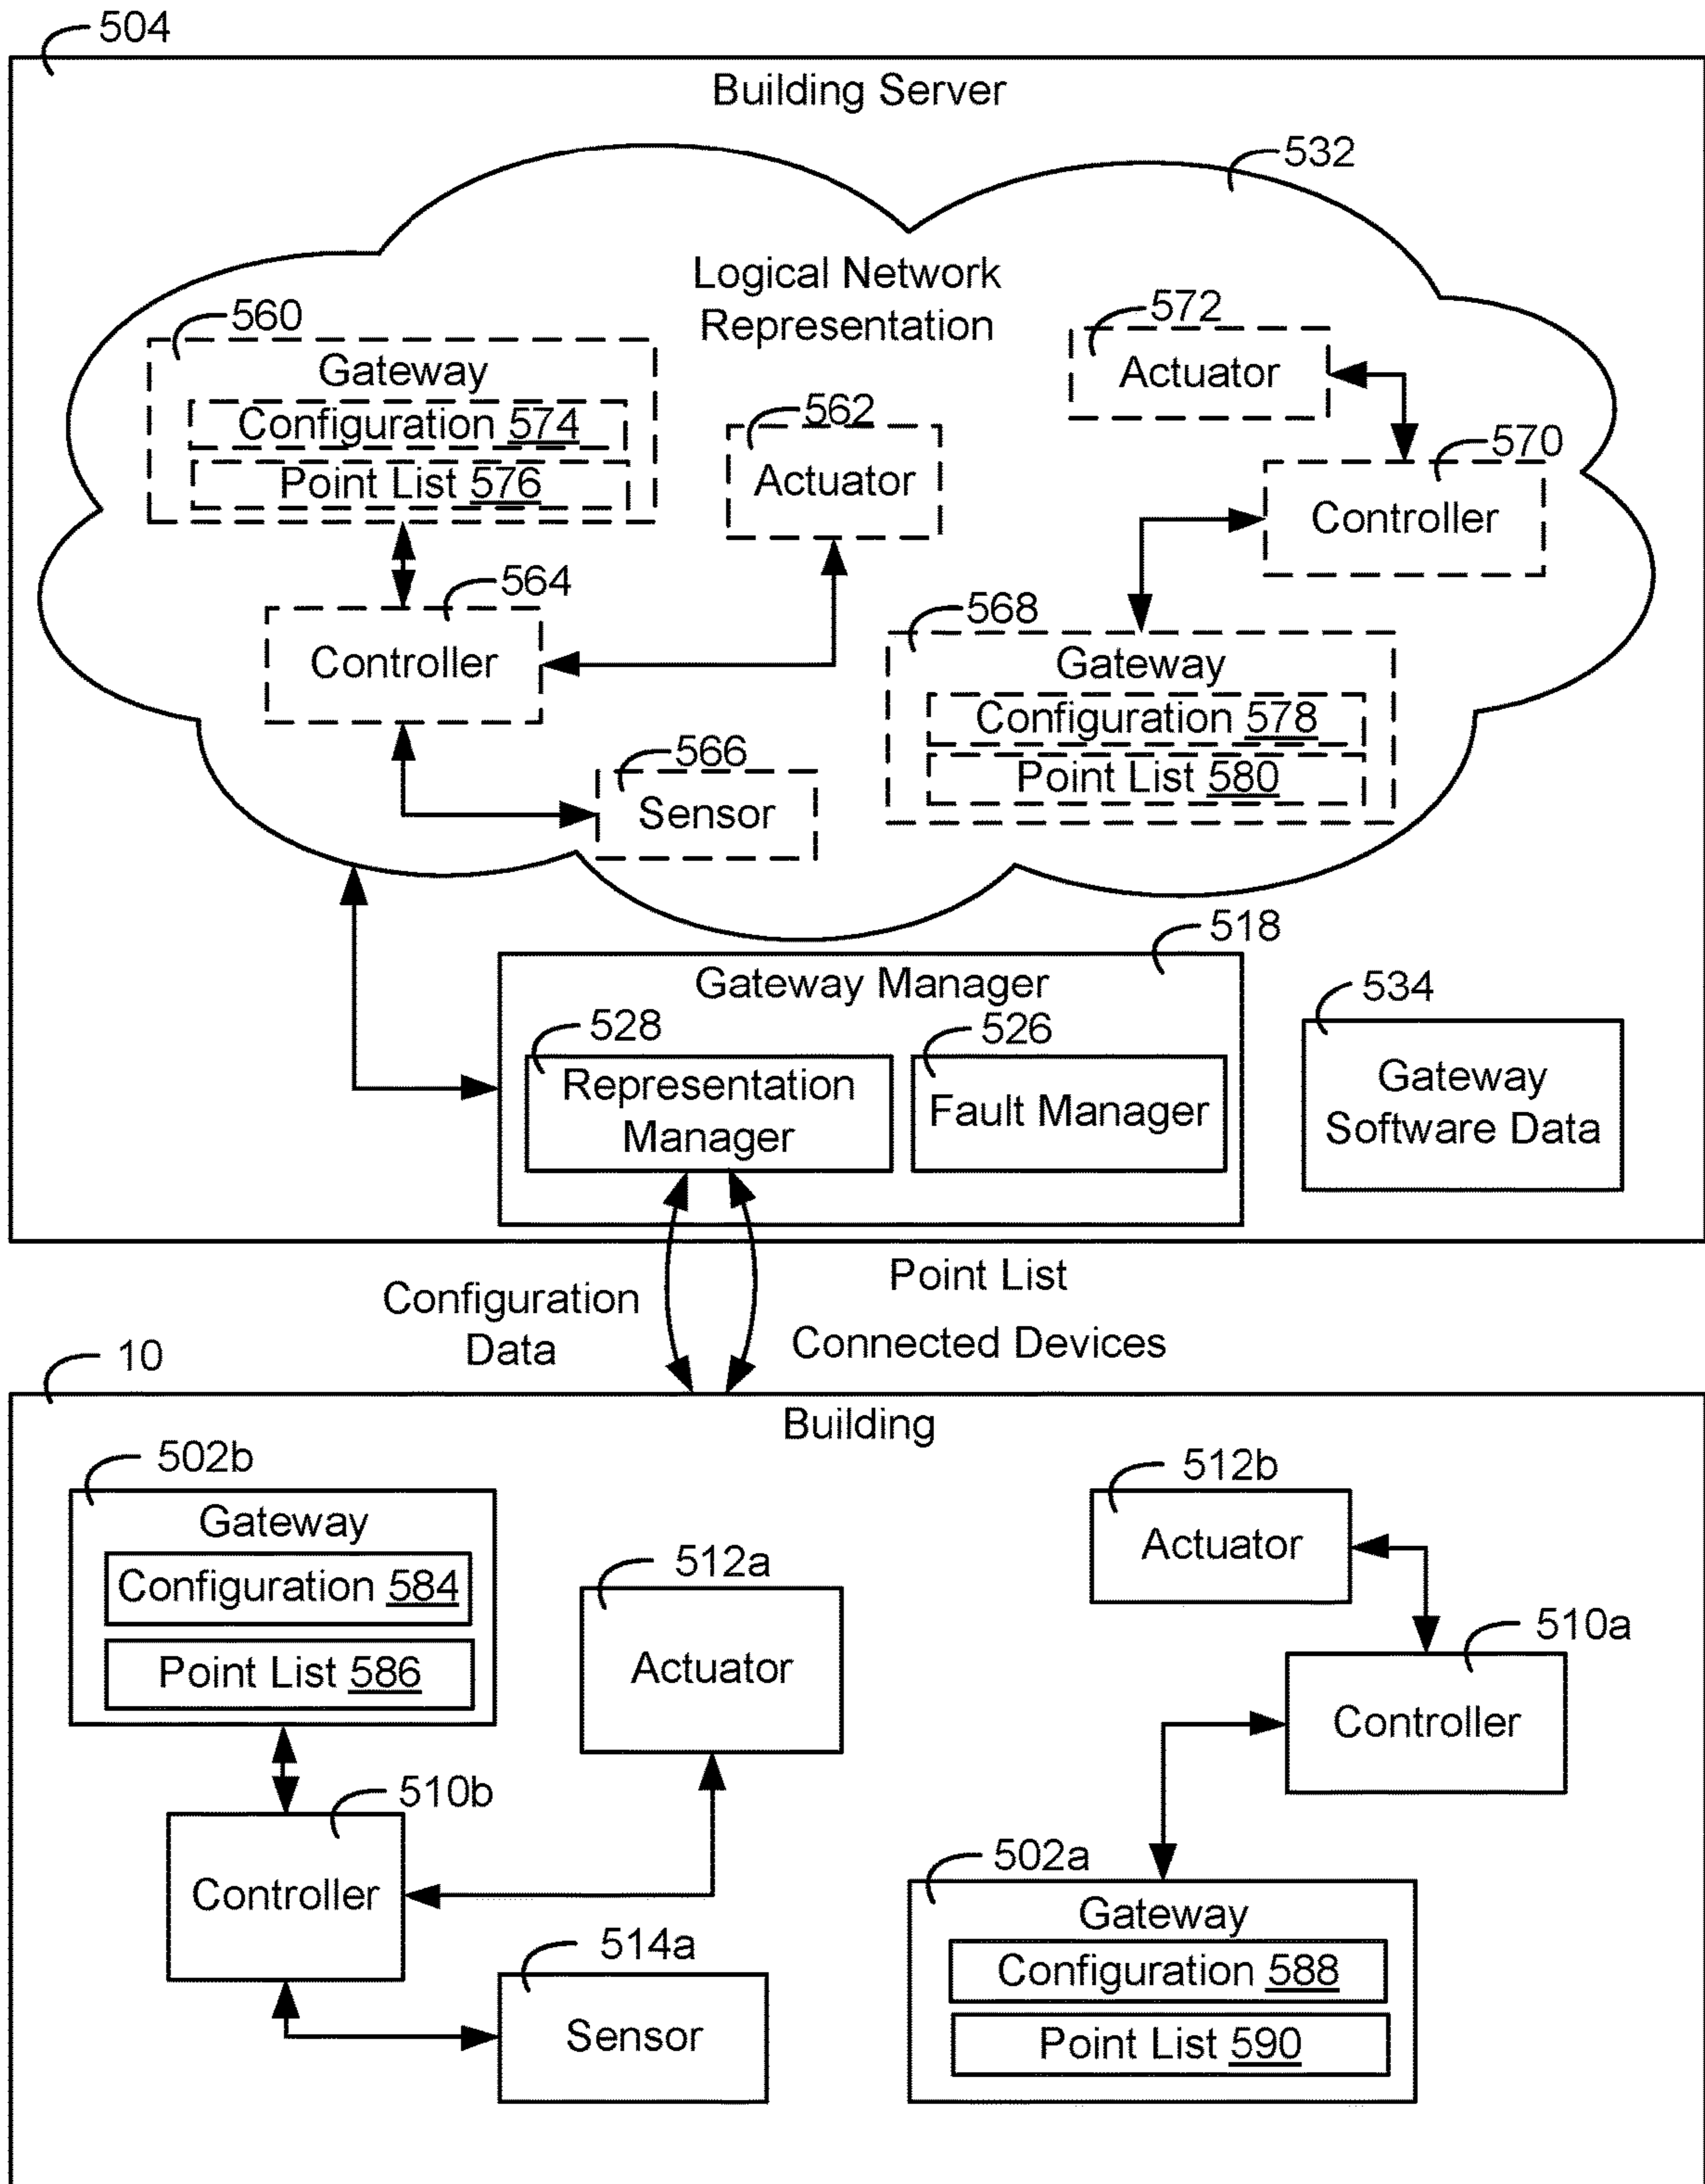 504
Building Server
532
Logical Network
Representation
560
Gateway
Configuration 574
Point List 576
562
Actuator
572
Actuator
570
Controller
564
Controller
568
Gateway
Configuration 578
Point List 580
566
Sensor
518
Gateway Manager
528
Representation
Manager
526
Fault Manager
534
Gateway
Software Data
Configuration
Data
Point List
Connected Devices
10
Building
502b
Gateway
Configuration 584
Point List 586
512a
Actuator
512b
Actuator
510a
Controller
510b
Controller
502a
Gateway
Configuration 588
Point List 590
514a
Sensor